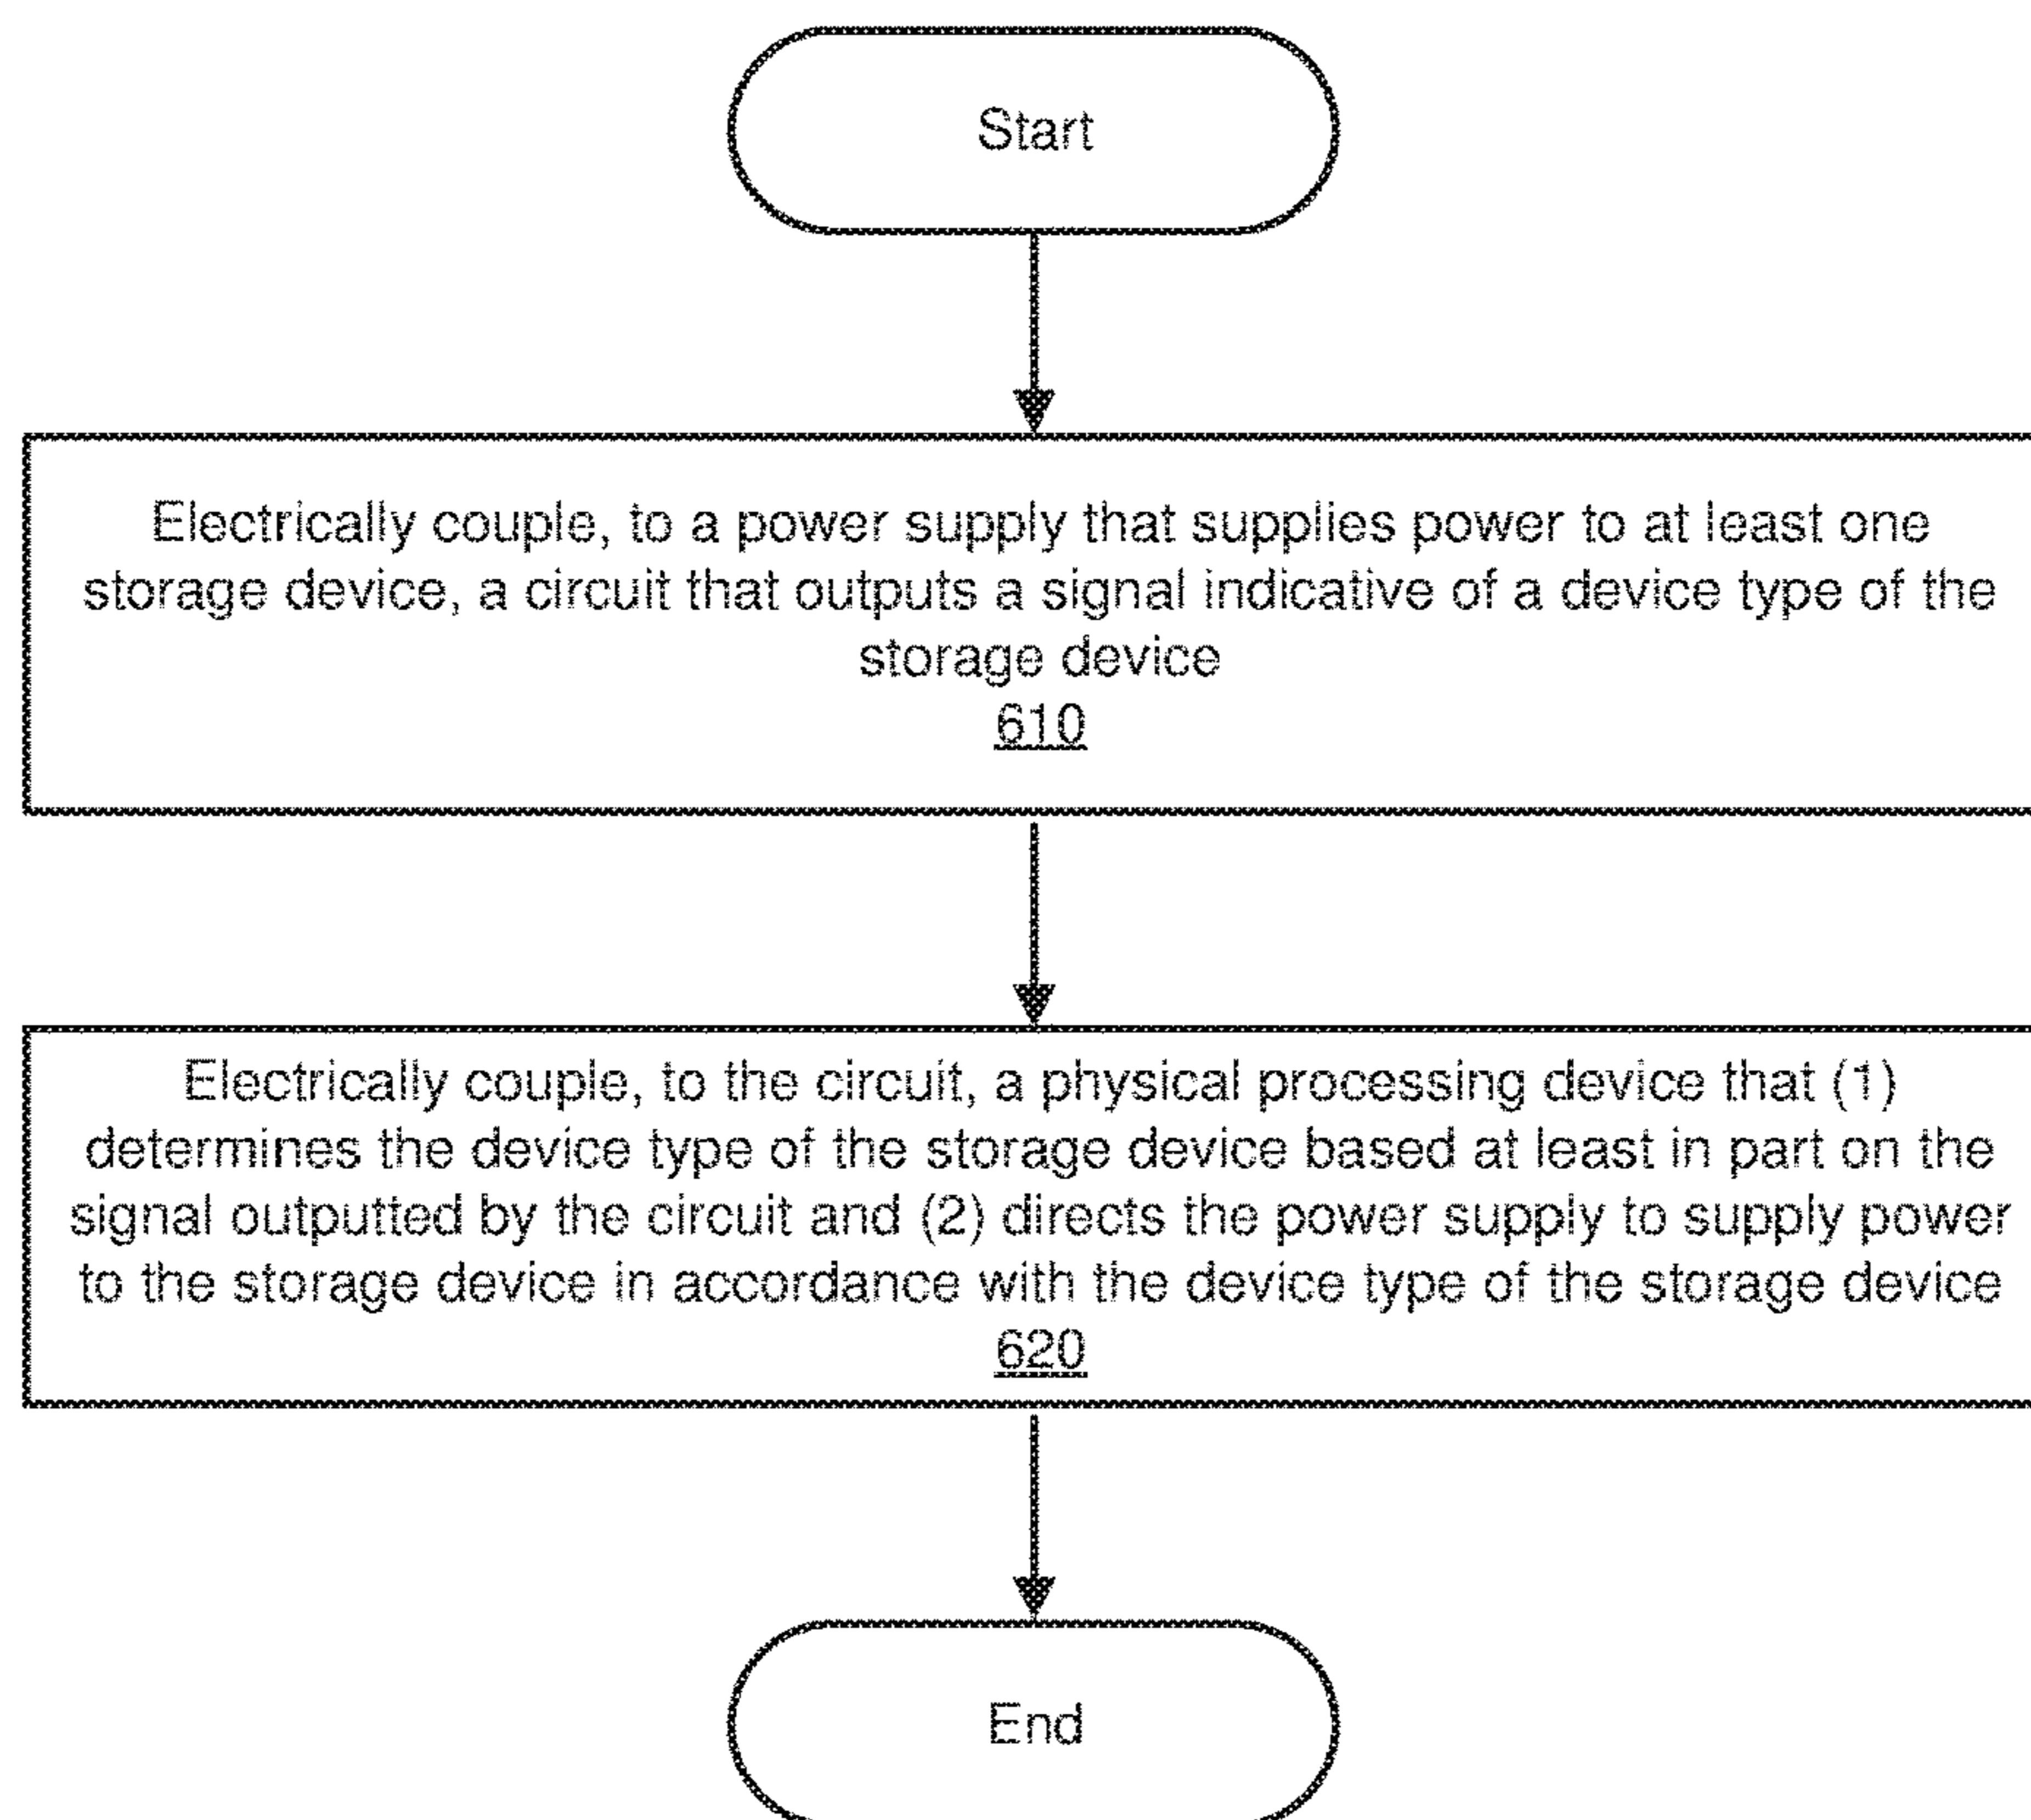 Start
Electrically couple, to a power supply that supplies power to at least one
storage device, a circuit that outputs a signal indicative of a device type of the
storage device
610
Electrically couple, to the circuit, a physical processing device that (1)
determines the device type of the storage device based at least in part on the
signal outputted by the circuit and (2) directs the power supply to supply power
to the storage device in accordance with the device type of the storage device
620
End